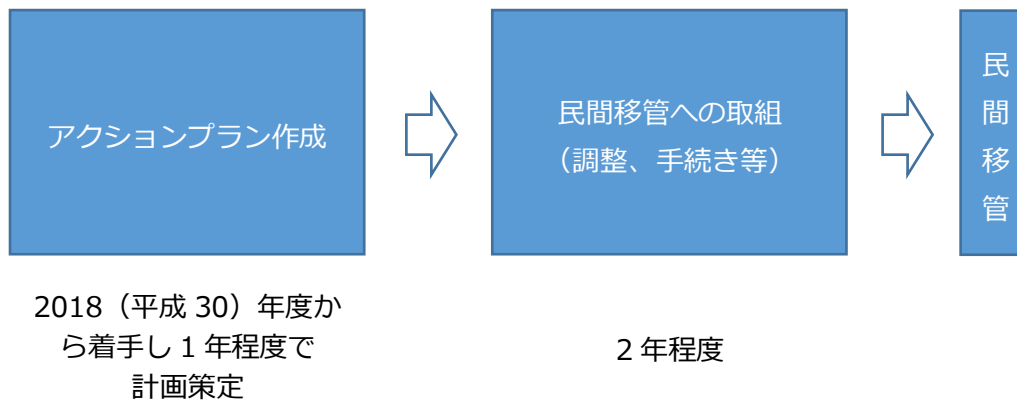 アクションプラン作成
民間移管への取組
（調整、手続き等）
民
間
移
管
2018（平成 30）年度か
ら着手し 1 年程度で
計画策定
2 年程度